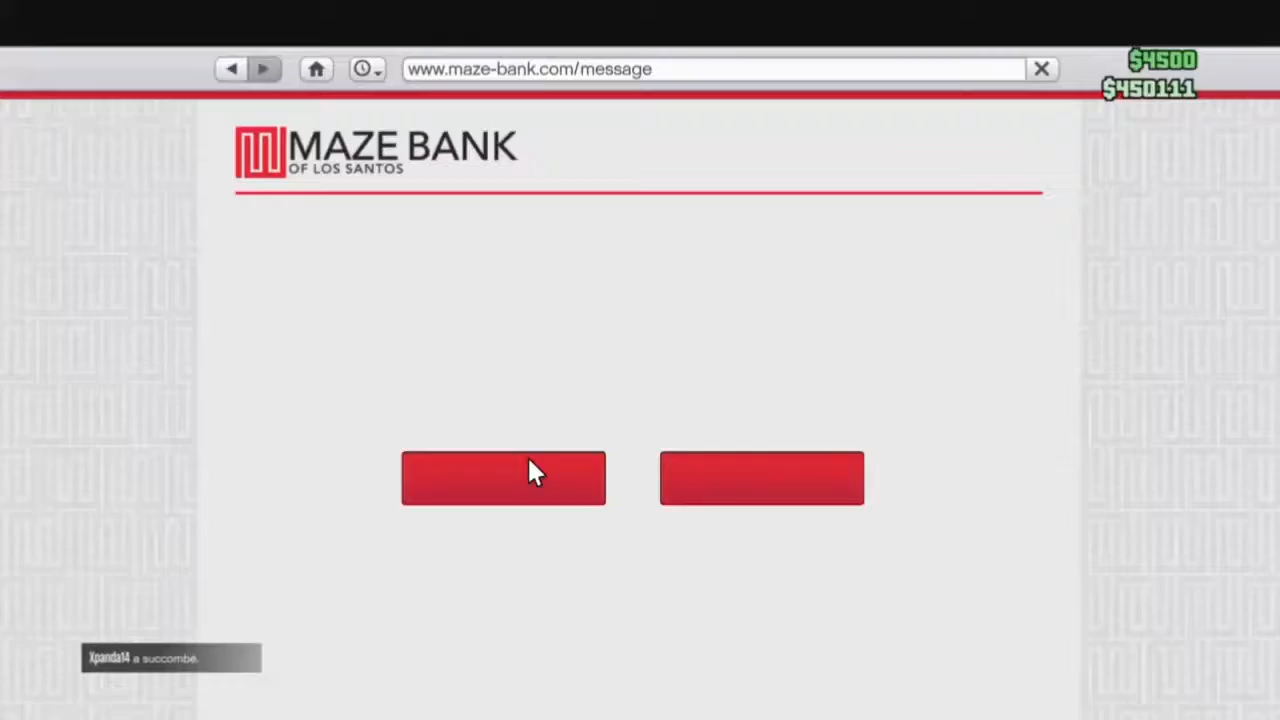 www.maze-bank.com/message
$4500
$450111
MAZE BANK
OF LOS SANTOS
Xpanda14 a succombé.